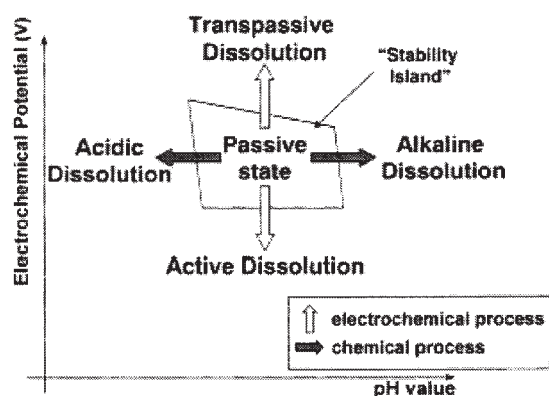 Transpassive
Dissolution
"Stability
Island"
Electrochemical Potential (V)
Acidic
Dissolution
Passive
state
Alkaline
Dissolution
Active Dissolution
electrochemical process
chemical process
pH value